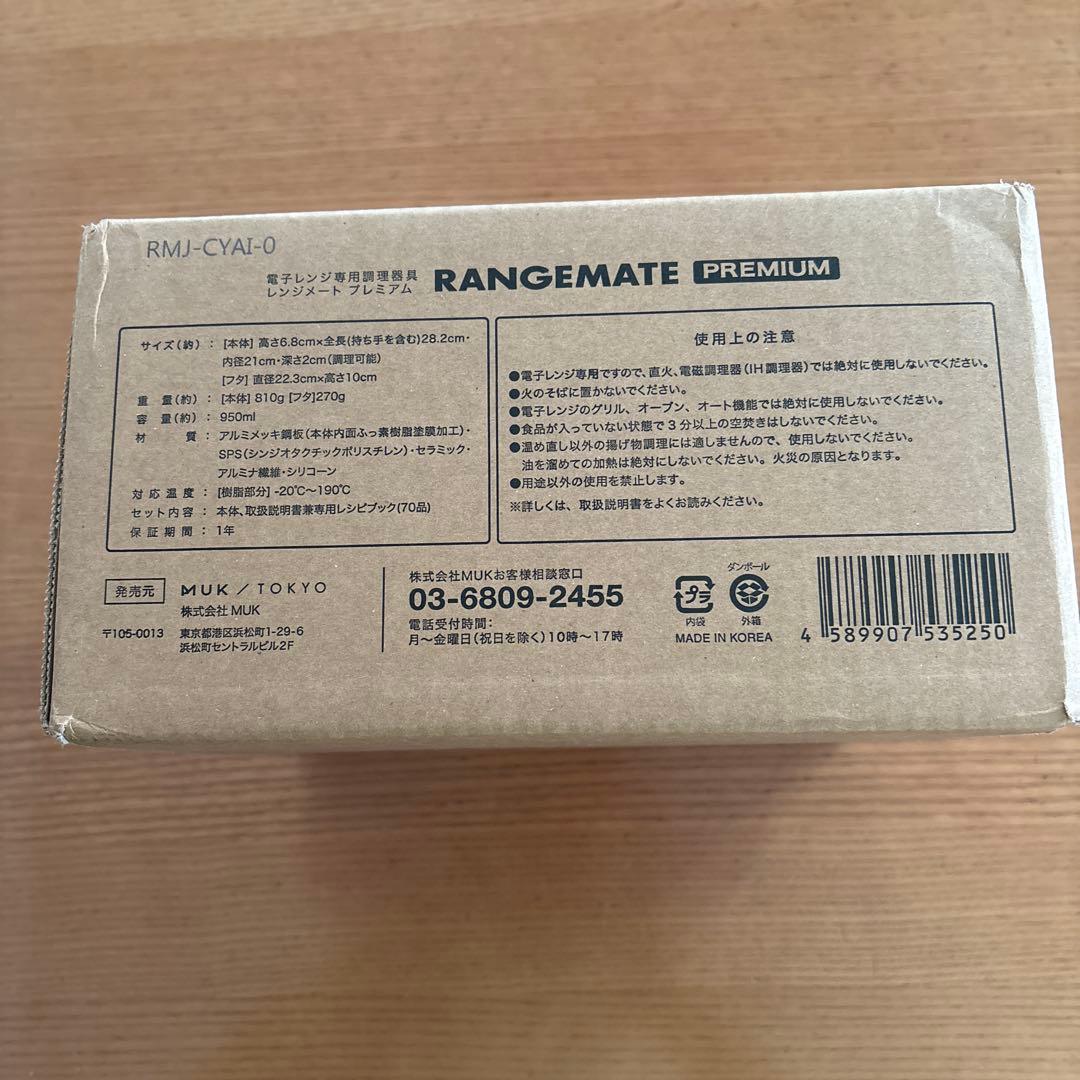 RMJ-CYAI-0
電子レンジ専用調理器具
レンジメート プレミアム
RANGEMATE PREMIUM
サイズ(約): [本体] 高さ6.8cm×全長(持ち手を含む)28.2cm・
内径21cm・深さ2cm(調理可能)
[フタ] 直径22.3cm×高さ10cm
重量(約): [本体] 810g [フタ]270g
容量(約): 950ml
材質: アルミメッキ鋼板(本体内面ふっ素樹脂塗膜加工)・
SPS(シンジオタクチックポリスチレン)・セラミック・
アルミナ繊維・シリコーン
対応温度: [樹脂部分] -20℃〜190℃
セット内容: 本体、取扱説明書兼専用レシピブック(70品)
保証期間: 1年
使用上の注意
●電子レンジ専用ですので、直火、電磁調理器(IH調理器)では絶対に使用しないでください。
●火のそばに置かないでください。
●電子レンジのグリル、オーブン、オート機能では絶対に使用しないでください。
●食品が入っていない状態で3分以上の空焚きはしないでください。
●温め直し以外の揚げ物調理には適しませんので、使用しないでください。
油を溜めての加熱は絶対にしないでください。火災の原因となります。
●用途以外の使用を禁止します。
※詳しくは、取扱説明書をよくお読みください。
発売元 MUK / TOKYO
株式会社 MUK
〒105-0013 東京都港区浜松町1-29-6
浜松町セントラルビル2F
株式会社MUKお客様相談窓口
03-6809-2455
電話受付時間:
月〜金曜日(祝日を除く)10時〜17時
ダンボール
プラ
内袋 外箱
MADE IN KOREA
4 589907 535250